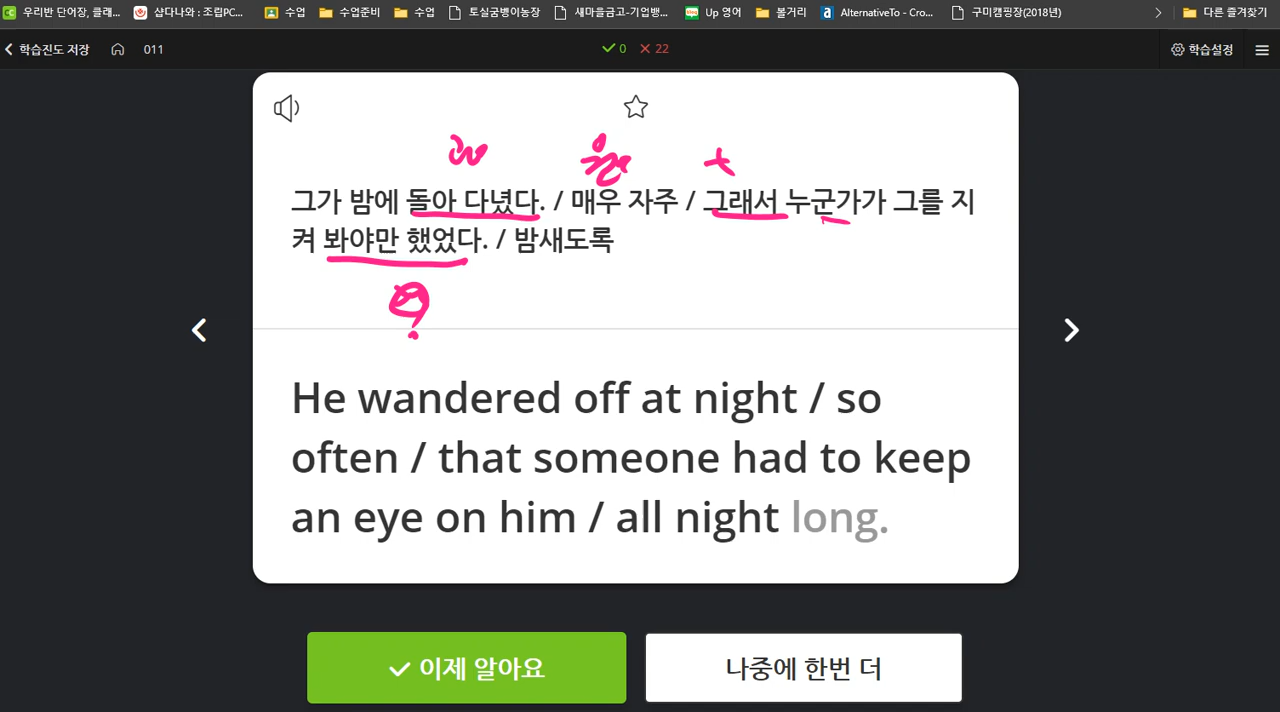 우리반 단어장, 클래... 샵다나와 : 조립PC... 수업 수업준비 수업 토실굼벵이농장 새마을금고-기업뱅... Up 영어 볼거리 AlternativeTo - Cro... 구미캠핑장(2018년) 다른 즐겨찾기
학습진도 저장 011 0 22 학습설정
그가 밤에 돌아 다녔다. / 매우 자주 / 그래서 누군가가 그를 지
켜 봐야만 했었다. / 밤새도록
He wandered off at night / so
often / that someone had to keep
an eye on him / all night long.
이제 알아요 나중에 한번 더